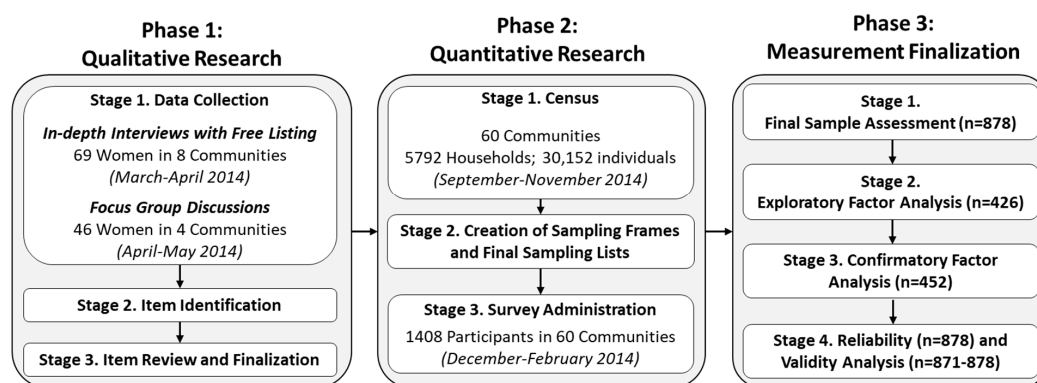 Phase 1:
Qualitative Research
Stage 1. Data Collection
In-depth Interviews with Free Listing
69 Women in 8 Communities
(March-April 2014)
Focus Group Discussions
46 Women in 4 Communities
(April-May 2014)
Stage 2. Item Identification
Stage 3. Item Review and Finalization
Phase 2:
Quantitative Research
Stage 1. Census
60 Communities
5792 Households; 30,152 individuals
(September-November 2014)
Stage 2. Creation of Sampling Frames
and Final Sampling Lists
Stage 3. Survey Administration
1408 Participants in 60 Communities
(December-February 2014)
Phase 3:
Measurement Finalization
Stage 1.
Final Sample Assessment (n=878)
Stage 2.
Exploratory Factor Analysis (n=426)
Stage 3. Confirmatory Factor
Analysis (n=452)
Stage 4. Reliability (n=878) and
Validity Analysis (n=871-878)